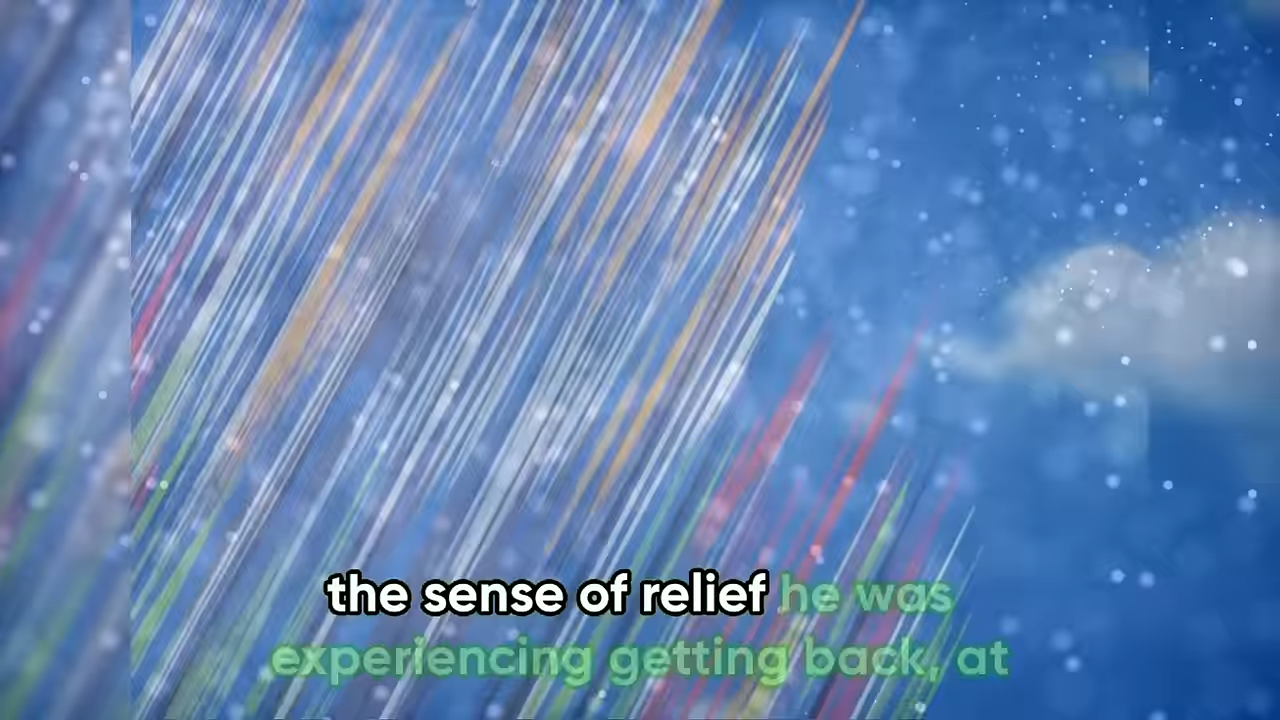 the sense of relief he was
experiencing getting back, at